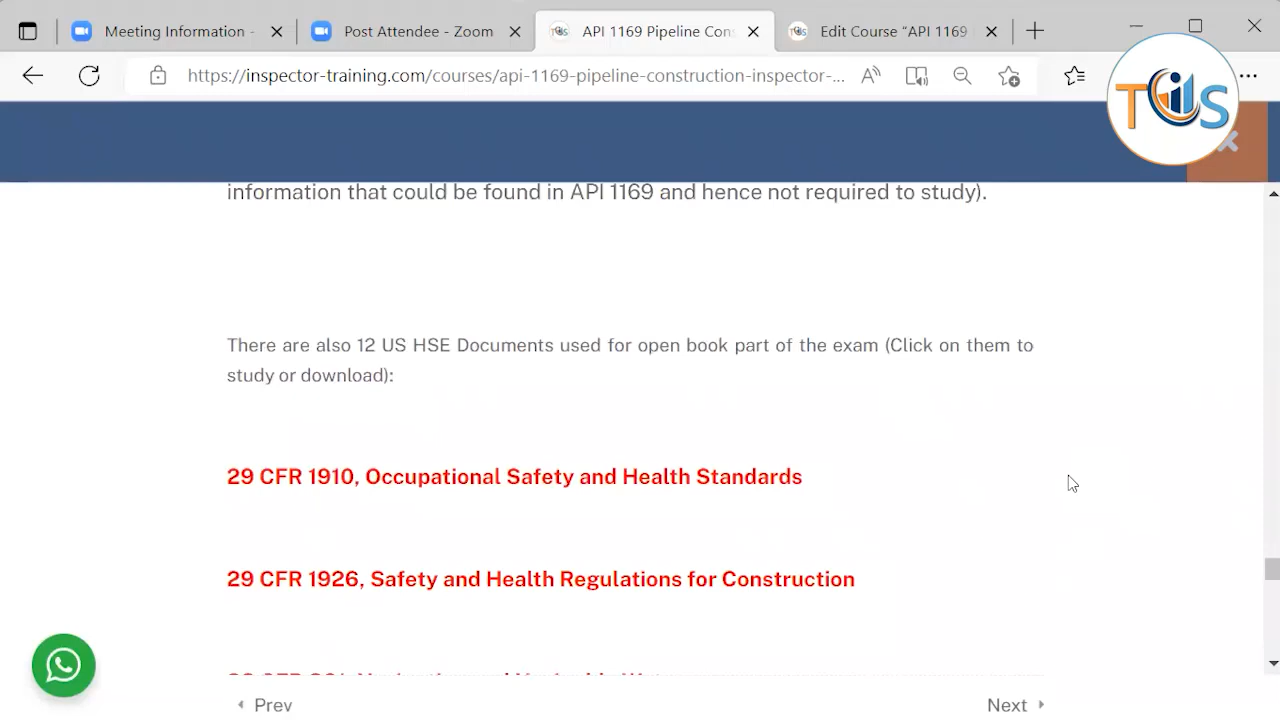 Meeting Information -
Post Attendee - Zoom
API 1169 Pipeline Cons
Edit Course "API 1169
https://inspector-training.com/courses/api-1169-pipeline-construction-inspector-...
TIS
information that could be found in API 1169 and hence not required to study).
There are also 12 US HSE Documents used for open book part of the exam (Click on them to
study or download):
29 CFR 1910, Occupational Safety and Health Standards
29 CFR 1926, Safety and Health Regulations for Construction
Prev
Next